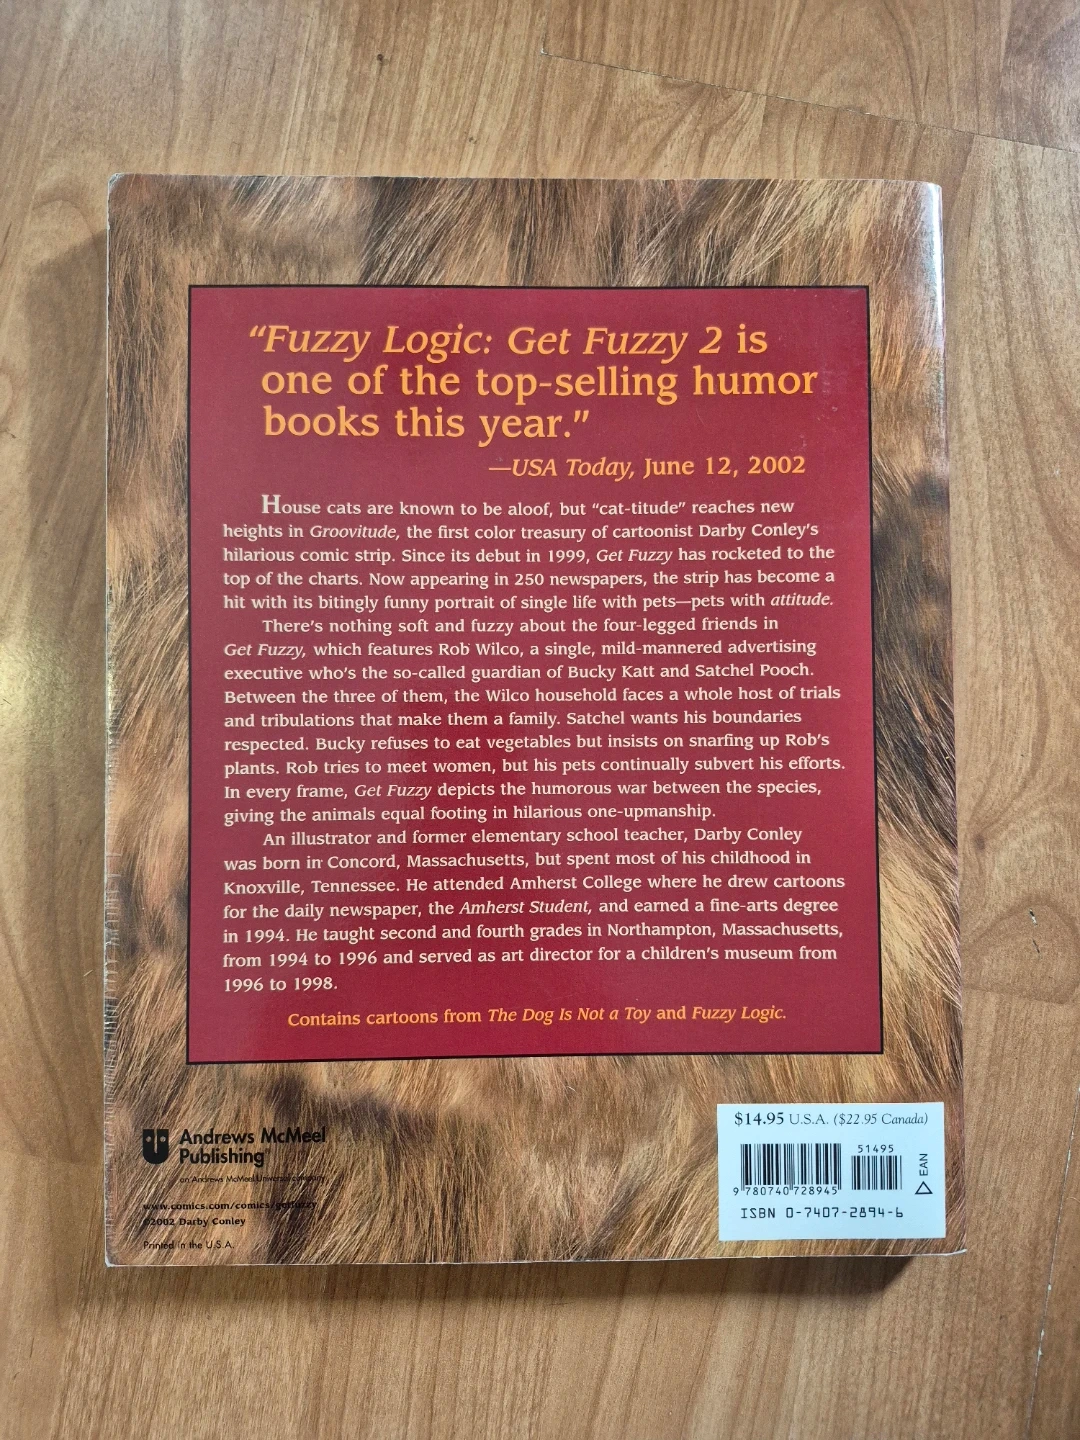 “Fuzzy Logic: Get Fuzzy 2 is
one of the top-selling humor
books this year.”
—USA Today, June 12, 2002
House cats are known to be aloof, but “cat-titude” reaches new
heights in Groovitude, the first color treasury of cartoonist Darby Conley’s
hilarious comic strip. Since its debut in 1999, Get Fuzzy has rocketed to the
top of the charts. Now appearing in 250 newspapers, the strip has become a
hit with its bitingly funny portrait of single life with pets—pets with attitude.
There’s nothing soft and fuzzy about the four-legged friends in
Get Fuzzy, which features Rob Wilco, a single, mild-mannered advertising
executive who’s the so-called guardian of Bucky Katt and Satchel Pooch.
Between the three of them, the Wilco household faces a whole host of trials
and tribulations that make them a family. Satchel wants his boundaries
respected. Bucky refuses to eat vegetables but insists on snarfing up Rob’s
plants. Rob tries to meet women, but his pets continually subvert his efforts.
In every frame, Get Fuzzy depicts the humorous war between the species,
giving the animals equal footing in hilarious one-upmanship.
An illustrator and former elementary school teacher, Darby Conley
was born in Concord, Massachusetts, but spent most of his childhood in
Knoxville, Tennessee. He attended Amherst College where he drew cartoons
for the daily newspaper, the Amherst Student, and earned a fine-arts degree
in 1994. He taught second and fourth grades in Northampton, Massachusetts,
from 1994 to 1996 and served as art director for a children’s museum from
1996 to 1998.
Contains cartoons from The Dog Is Not a Toy and Fuzzy Logic.
Andrews McMeel
Publishing
an Andrews McMeel Universal company
www.comics.com/comics/getfuzzy
©2002 Darby Conley
Printed in the U.S.A.
$14.95 U.S.A. ($22.95 Canada)
51495
EAN
9 780740 728945
ISBN 0-7407-2894-6